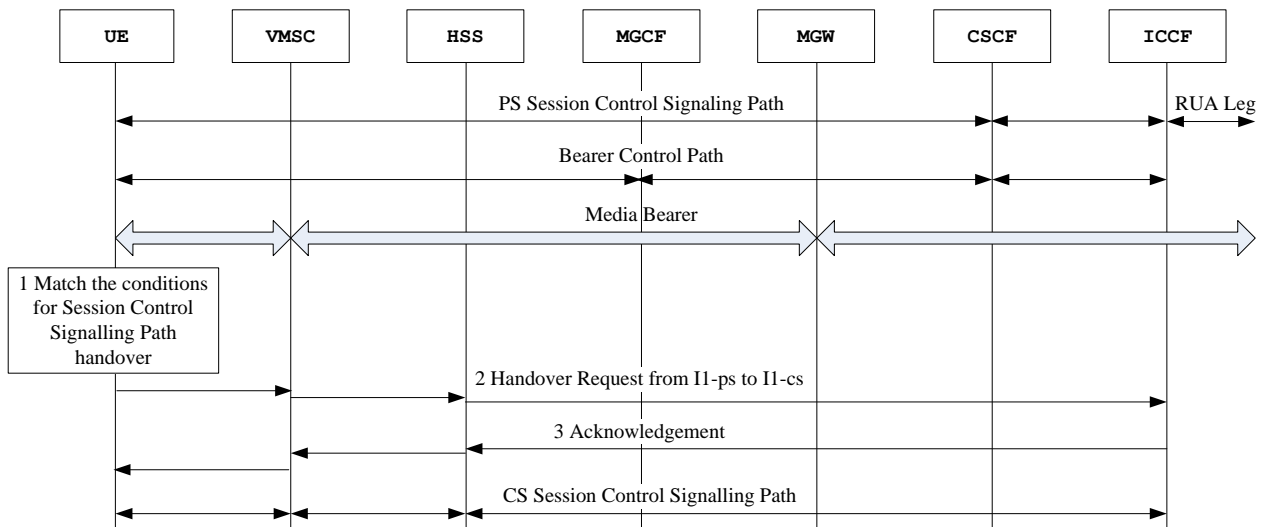 UE VMSC HSS MGCF MGW CSCF ICCF
PS Session Control Signaling Path
RUA Leg
Bearer Control Path
Media Bearer
1 Match the conditions
for Session Control
Signalling Path
handover
2 Handover Request from I1-ps to I1-cs
3 Acknowledgement
CS Session Control Signalling Path